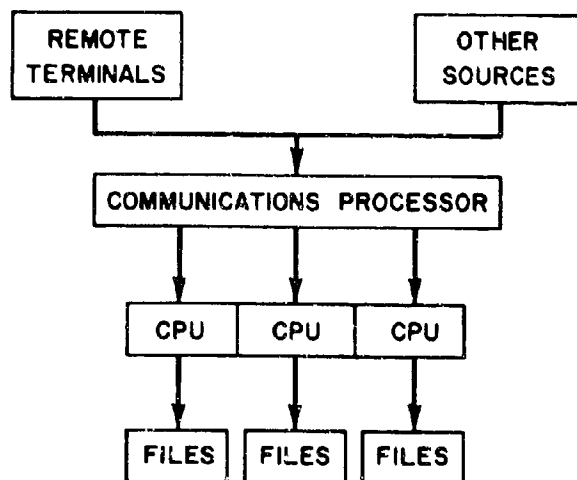 REMOTE
TERMINALS
OTHER
SOURCES
COMMUNICATIONS PROCESSOR
CPU CPU CPU
FILES FILES FILES